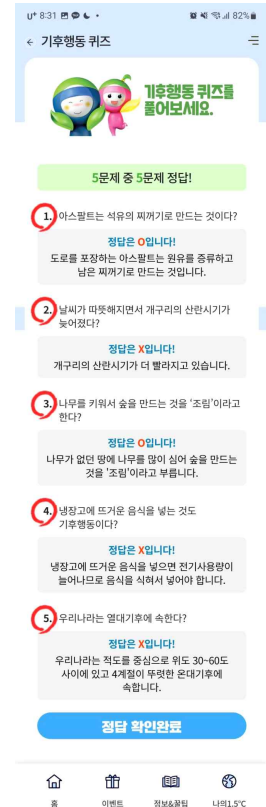 U+ 8:31
82%
← 기후행동 퀴즈
기후행동 퀴즈를
풀어보세요.
5문제 중 5문제 정답!
1. 아스팔트는 석유의 찌꺼기로 만드는 것이다?
정답은 O입니다!
도로를 포장하는 아스팔트는 원유를 증류하고
남은 찌꺼기로 만드는 것입니다.
2. 날씨가 따뜻해지면서 개구리의 산란시기가
늦어졌다?
정답은 X입니다!
개구리의 산란시기가 더 빨라지고 있습니다.
3. 나무를 키워서 숲을 만드는 것을 '조림'이라고
한다?
정답은 O입니다!
나무가 없던 땅에 나무를 많이 심어 숲을 만드는
것을 '조림'이라고 부릅니다.
4. 냉장고에 뜨거운 음식을 넣는 것도
기후행동이다?
정답은 X입니다!
냉장고에 뜨거운 음식을 넣으면 전기사용량이
늘어나므로 음식을 식혀서 넣어야 합니다.
5. 우리나라는 열대기후에 속한다?
정답은 X입니다!
우리나라는 적도를 중심으로 위도 30~60도
사이에 있고 4계절이 뚜렷한 온대기후에
속합니다.
정답 확인완료
홈
이벤트
정보&꿀팁
나의1.5℃